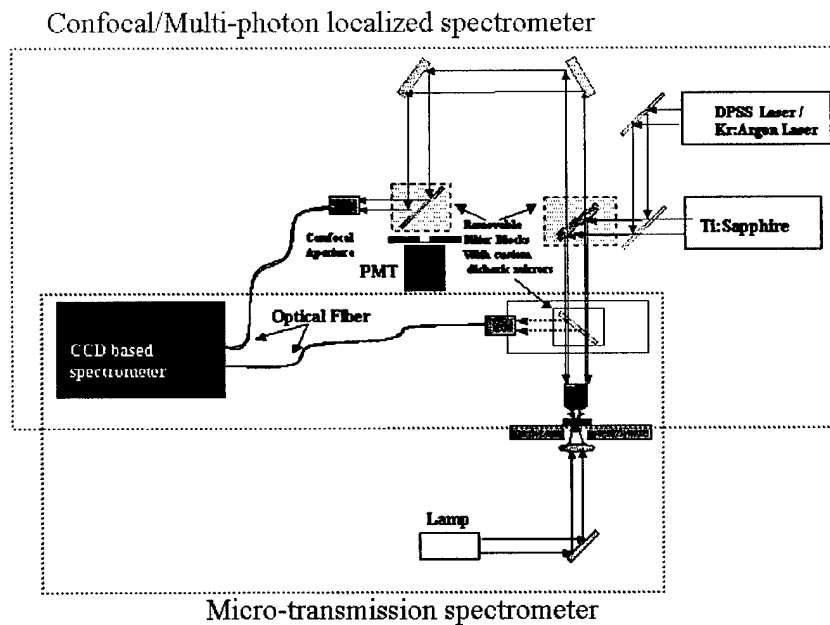 Confocal/Multi-photon localized spectrometer
DPSS Laser /
Kr:Argon Laser
Ti:Sapphire
Removable
Filter Blocks
With custom
dichroic mirrors
Confocal
Aperture
PMT
Optical Fiber
CCD based
spectrometer
Lamp
Micro-transmission spectrometer